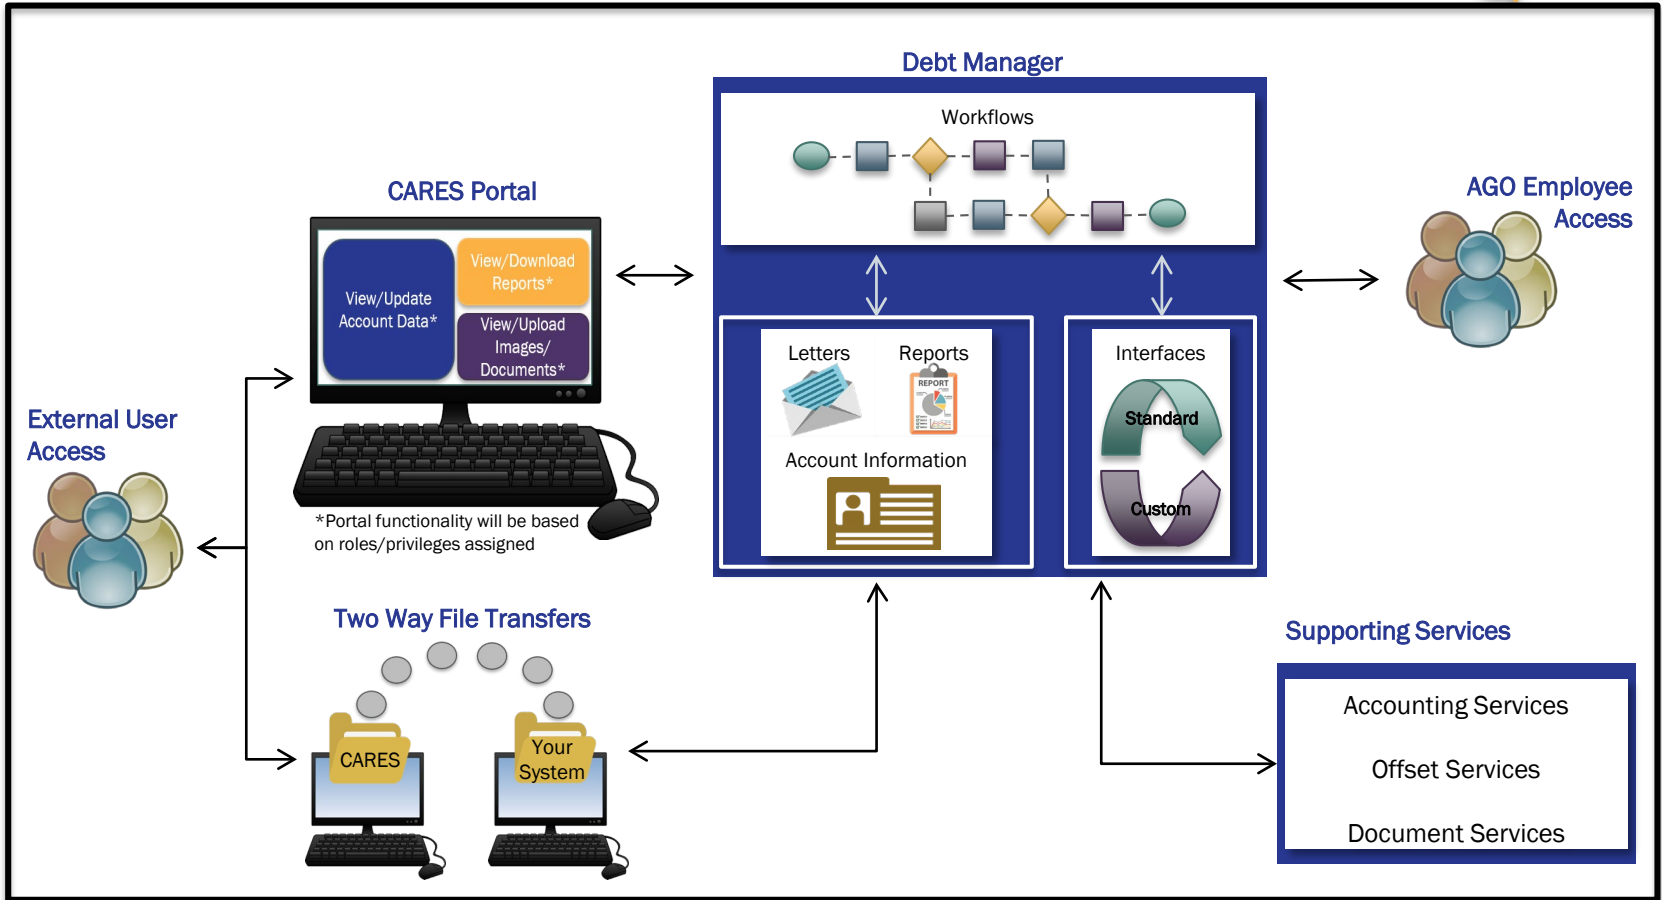 Debt Manager
Workflows
CARES Portal
View/Update
Account Data*
View/Download
Reports*
View/Upload
Images/
Documents*
*Portal functionality will be based
on roles/privileges assigned
AGO Employee
Access
Letters
Reports
REPORT
Account Information
Interfaces
Standard
Custom
External User
Access
Two Way File Transfers
CARES
Your
System
Supporting Services
Accounting Services
Offset Services
Document Services